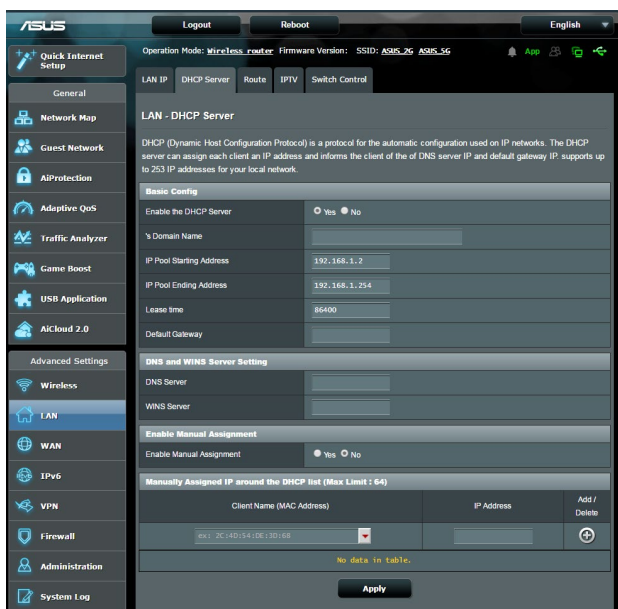 ASUS
Logout
Reboot
English
Quick Internet Setup
Operation Mode: Wireless router Firmware Version: SSID: ASUS_2G ASUS_5G
App
LAN IP
DHCP Server
Route
IPTV
Switch Control
General
Network Map
Guest Network
AiProtection
Adaptive QoS
Traffic Analyzer
Game Boost
USB Application
AiCloud 2.0
Advanced Settings
Wireless
LAN
WAN
IPv6
VPN
Firewall
Administration
System Log
LAN - DHCP Server
DHCP (Dynamic Host Configuration Protocol) is a protocol for the automatic configuration used on IP networks. The DHCP
server can assign each client an IP address and informs the client of the of DNS server IP and default gateway IP. supports up
to 253 IP addresses for your local network.
Basic Config
Enable the DHCP Server Yes No
's Domain Name
IP Pool Starting Address 192.168.1.2
IP Pool Ending Address 192.168.1.254
Lease time 86400
Default Gateway
DNS and WINS Server Setting
DNS Server
WINS Server
Enable Manual Assignment
Enable Manual Assignment Yes No
Manually Assigned IP around the DHCP list (Max Limit : 64)
Client Name (MAC Address) IP Address Add / Delete
ex: 2C:4D:54:DE:3D:68
No data in table.
Apply